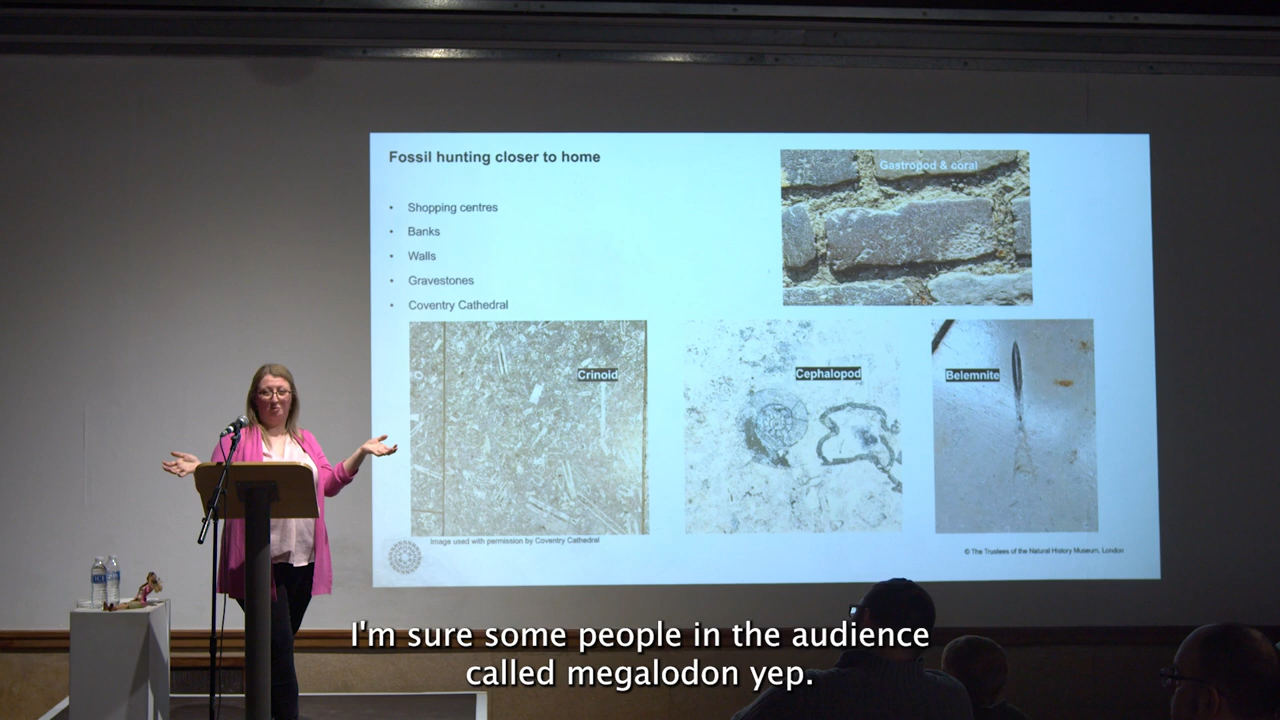 Fossil hunting closer to home
• Shopping centres
• Banks
• Walls
• Gravestones
• Coventry Cathedral
Gastropod & coral
Crinoid
Cephalopod
Belemnite
Image used with permission by Coventry Cathedral
© The Trustees of the Natural History Museum, London
I'm sure some people in the audience
called megalodon yep.